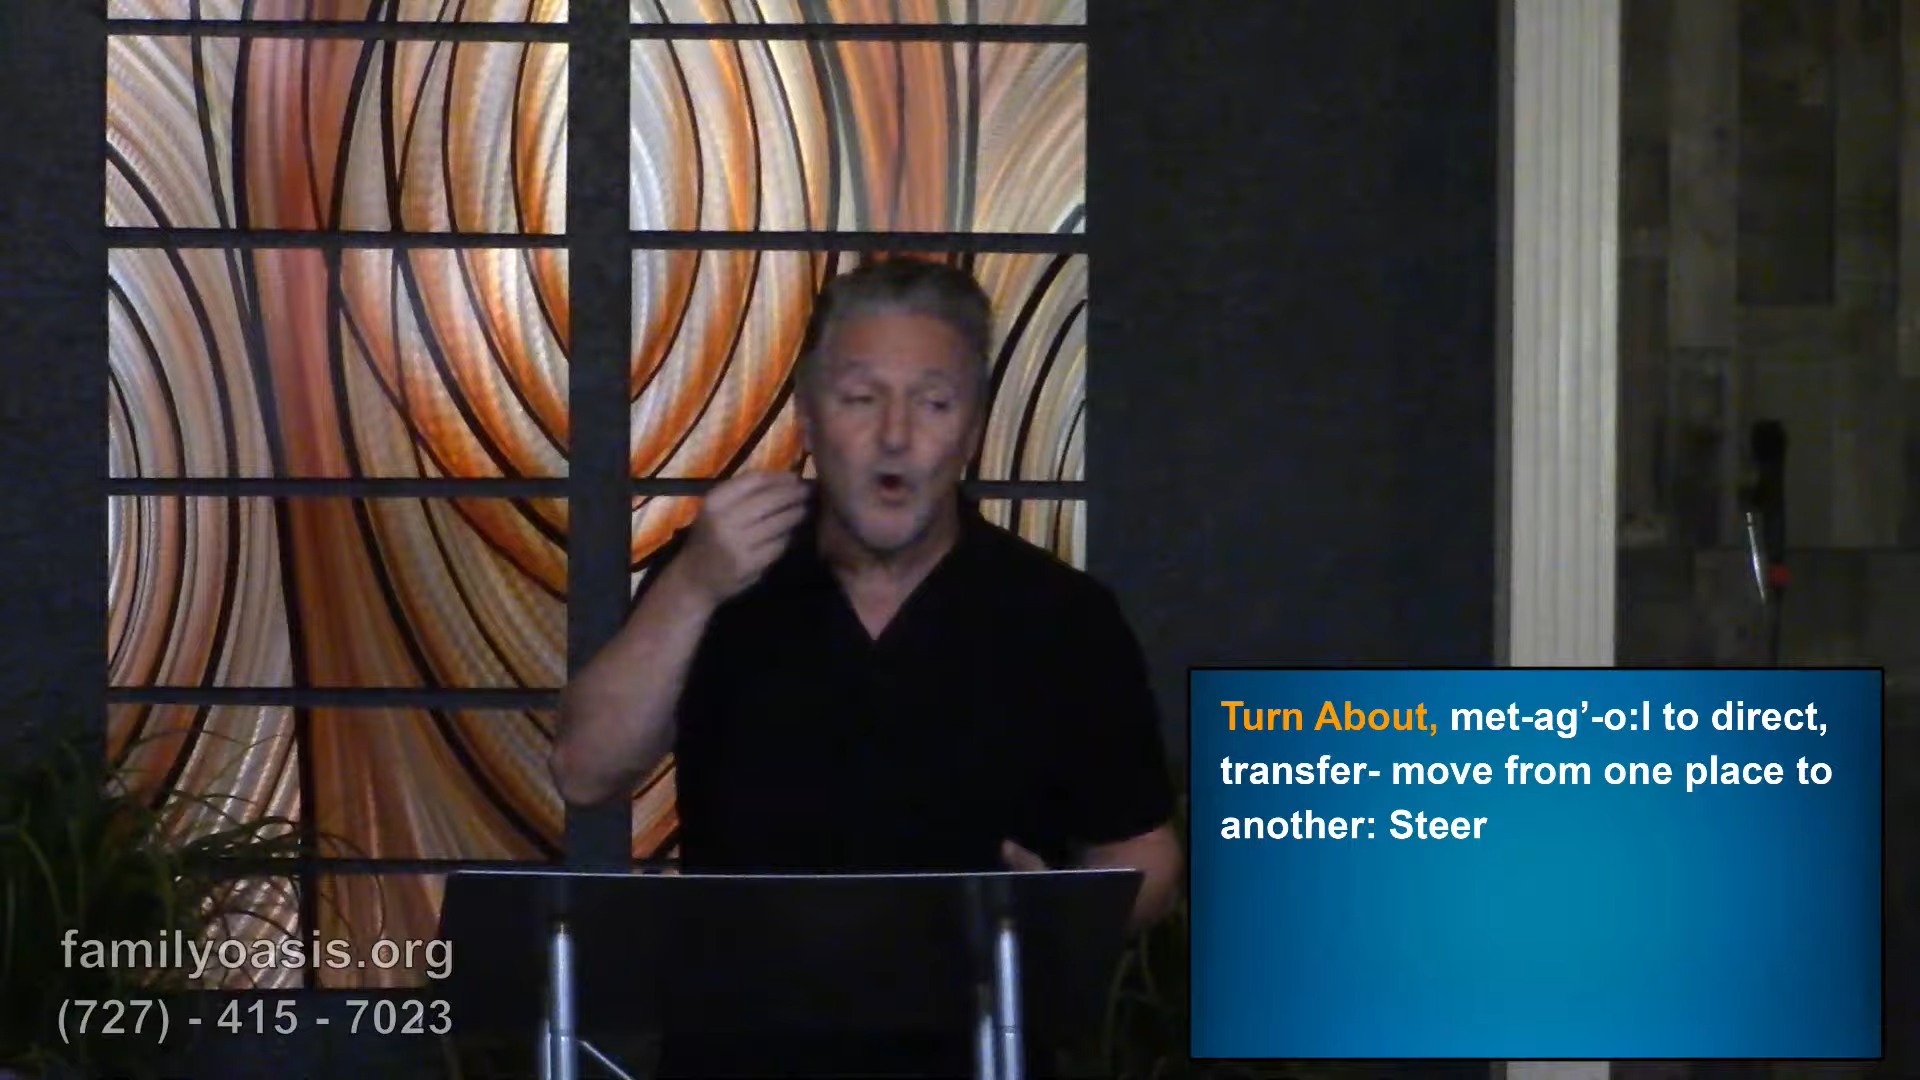 Turn About, met-ag’-o:l to direct,
transfer- move from one place to
another: Steer
familyoasis.org
(727) - 415 - 7023